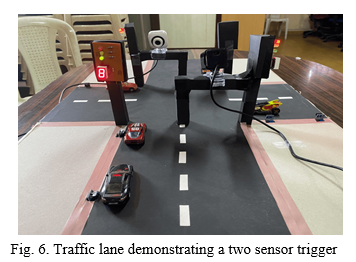 8
Fig. 6. Traffic lane demonstrating a two sensor trigger